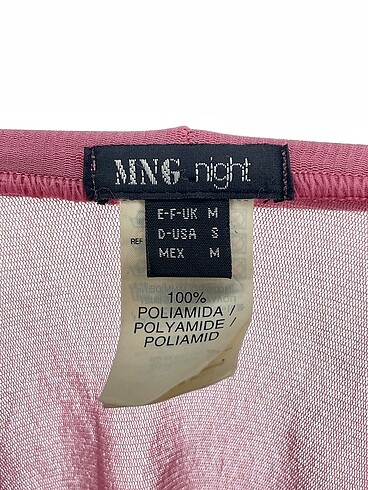 MNG night
E-F-UK M
D-USA S
MEX M
REF
100%
POLIAMIDA /
POLYAMIDE /
POLIAMID